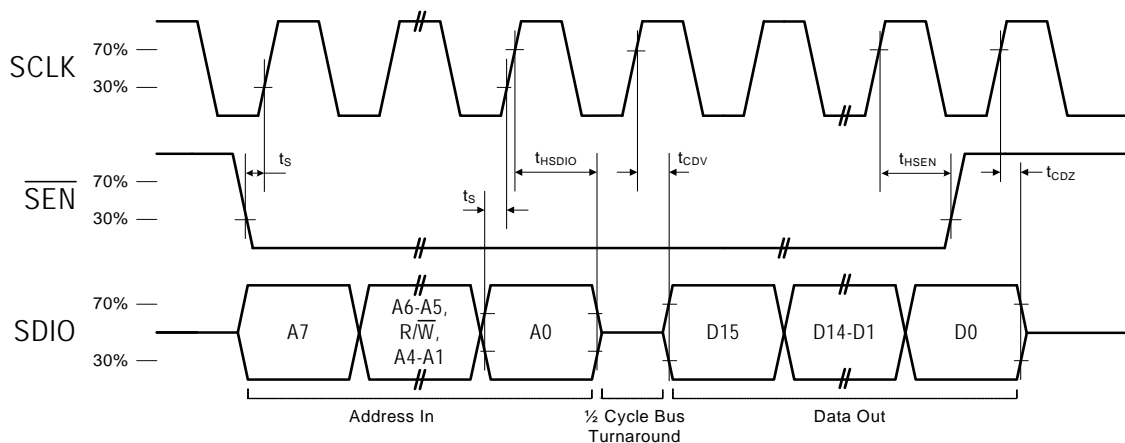 SCLK
70%
30%
tS
tHSDIO
tCDV
tHSEN
tCDZ
tS
SEN
70%
30%
SDIO
70%
30%
A7
A6-A5,
R/W,
A4-A1
A0
D15
D14-D1
D0
Address In
½ Cycle Bus
Turnaround
Data Out